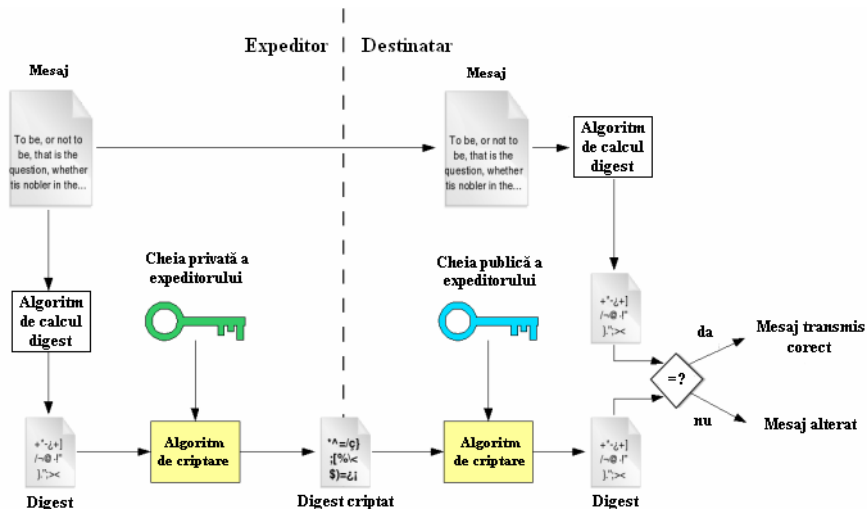 Expeditor
Destinatar
Mesaj
Mesaj
To be, or not to
be, that is the
question, whether
tis nobler in the...
To be, or not to
be, that is the
question, whether
tis nobler in the...
Algoritm
de calcul
digest
Cheia privată a
expeditorului
Cheia publică a
expeditorului
Algoritm
de calcul
digest
+*-¿+]
/¬@ -!"
}.";><
da
Mesaj transmis
corect
=?
nu
Mesaj alterat
+*-¿+]
/¬@ -!"
}.";><
Algoritm
de criptare
*^=/ç}
;[%\<
$)=¿¡
Algoritm
de criptare
+*-¿+]
/¬@ -!"
}.";><
Digest
Digest criptat
Digest